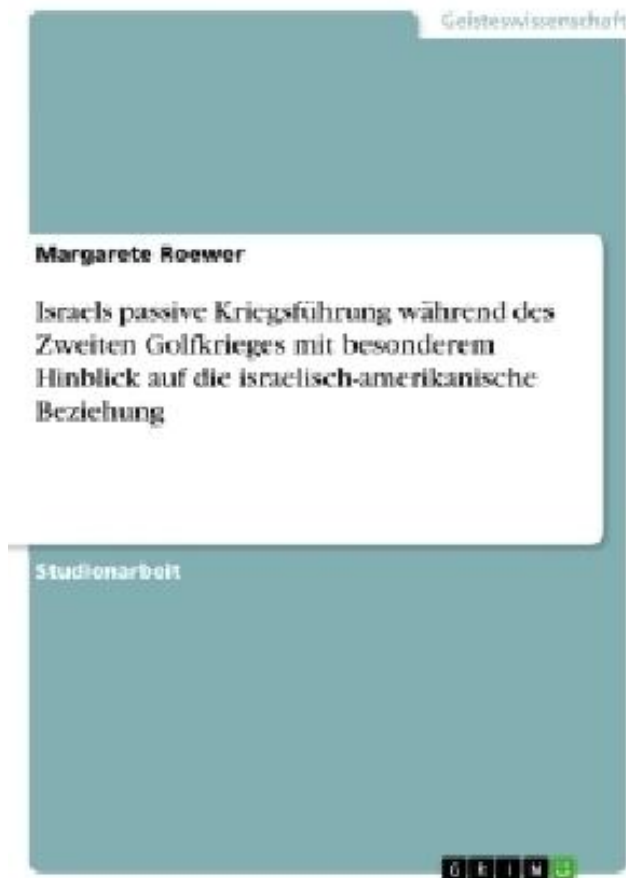 Geisteswissenschaft
Margarete Roewer
Israels passive Kriegsführung während des
Zweiten Golfkrieges mit besonderem
Hinblick auf die israelisch-amerikanische
Beziehung
Studienarbeit
GRIN